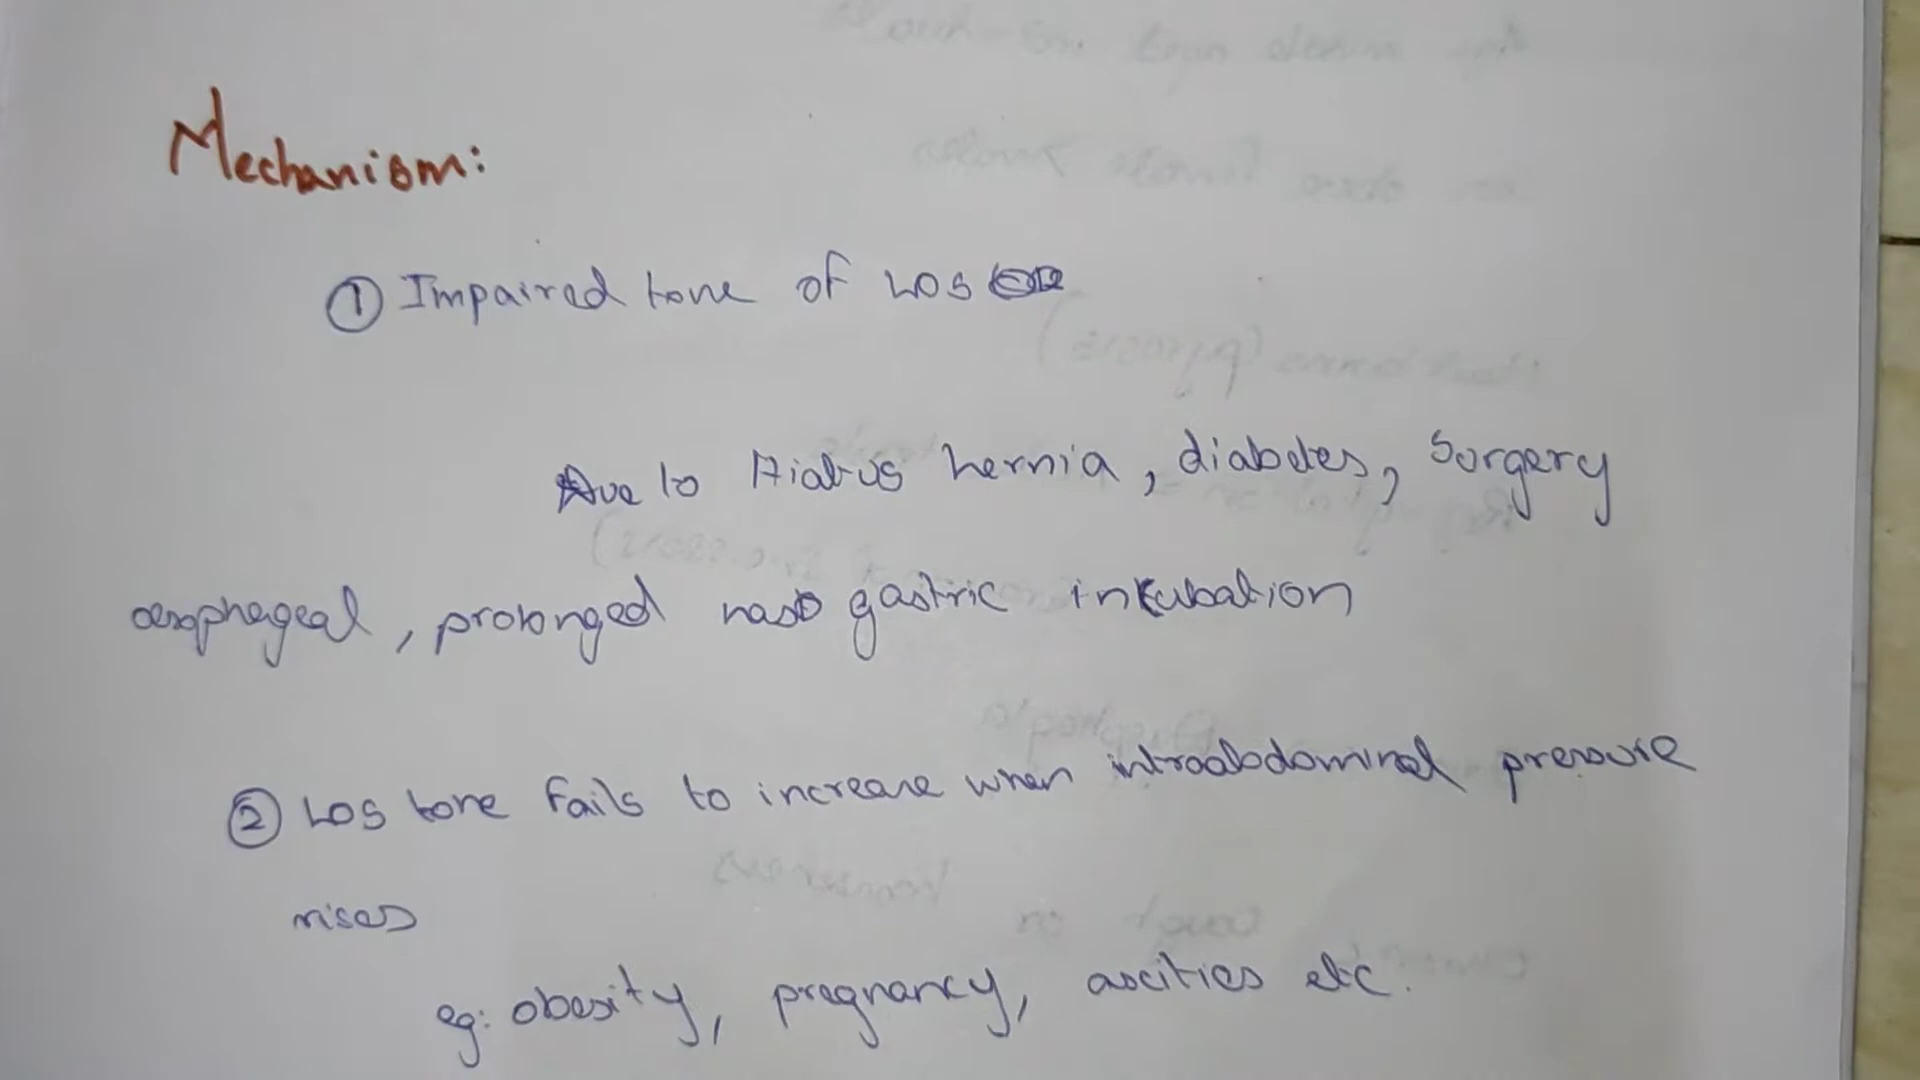 Mechanism:
① Impaired tone of LOS
Due to Hiatus hernia, diabetes, Surgery
oesophageal, prolonged naso gastric intubation
② LOS tone fails to increase when intraabdominal pressure
rises
eg: obesity, pregnancy, ascities etc.